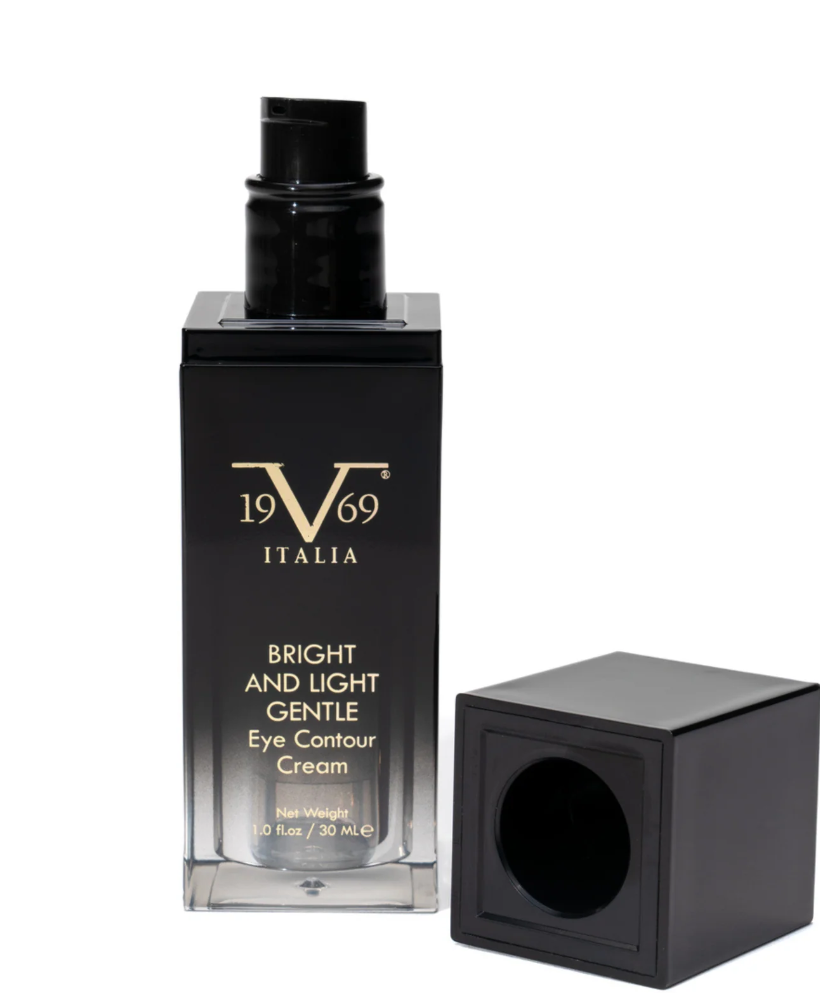 19V69®
ITALIA
BRIGHT
AND LIGHT
GENTLE
Eye Contour
Cream
Net Weight
1.0 fl.oz / 30 ML℮